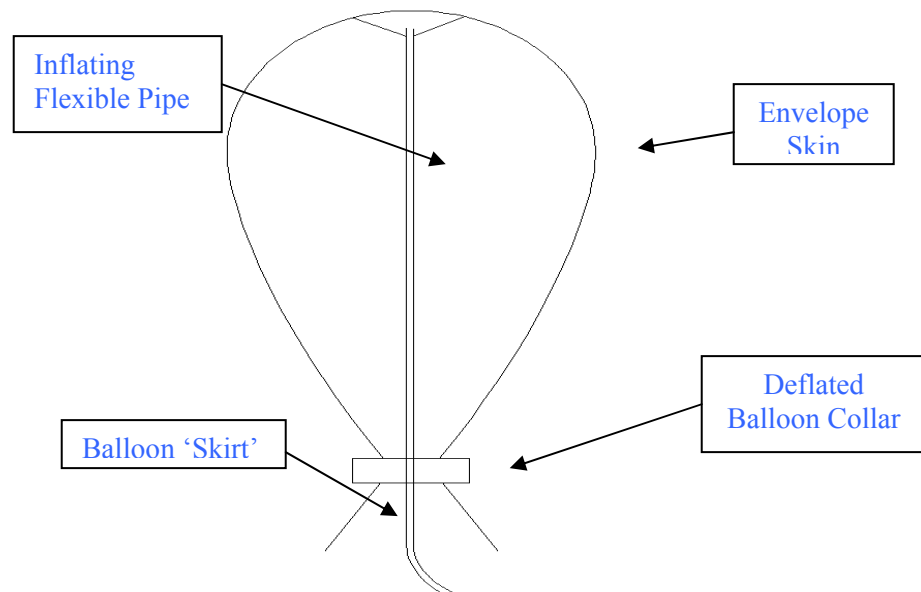 Inflating
Flexible Pipe
Envelope
Skin
Deflated
Balloon Collar
Balloon ‘Skirt’